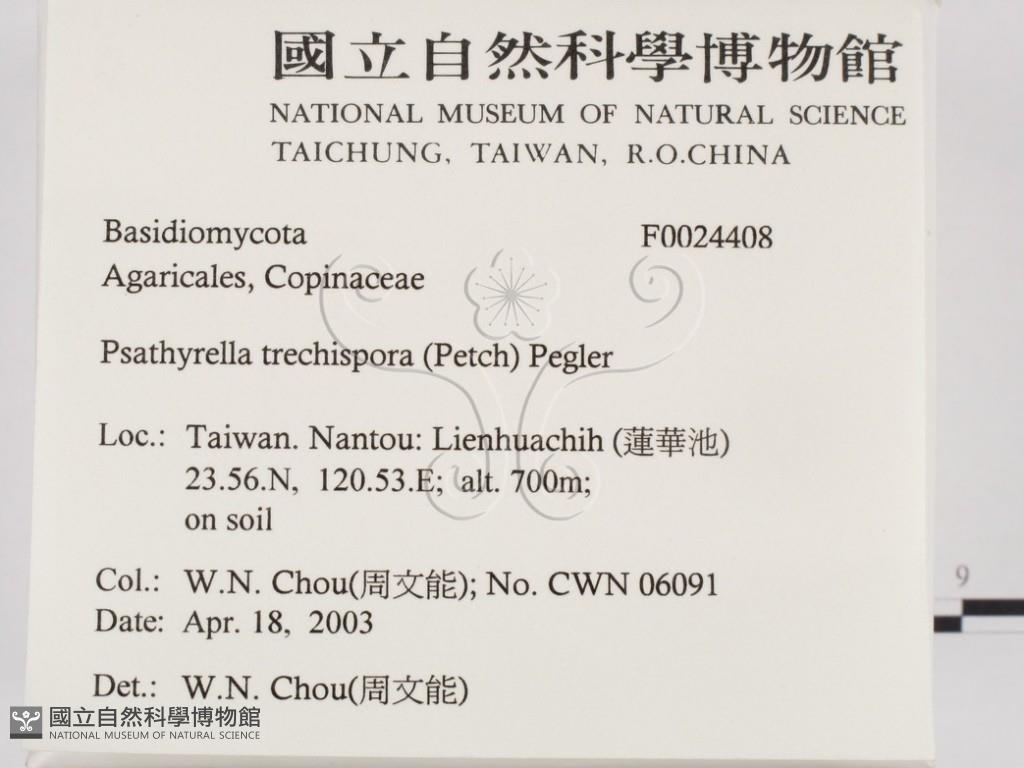 國立自然科學博物館
NATIONAL MUSEUM OF NATURAL SCIENCE
TAICHUNG, TAIWAN, R.O.CHINA
Basidiomycota F0024408
Agaricales, Copinaceae
Psathyrella trechispora (Petch) Pegler
Loc.: Taiwan. Nantou: Lienhuachih (蓮華池)
23.56.N, 120.53.E; alt. 700m;
on soil
Col.: W.N. Chou(周文能); No. CWN 06091
Date: Apr. 18, 2003
Det.: W.N. Chou(周文能)
9
國立自然科學博物館
NATIONAL MUSEUM OF NATURAL SCIENCE